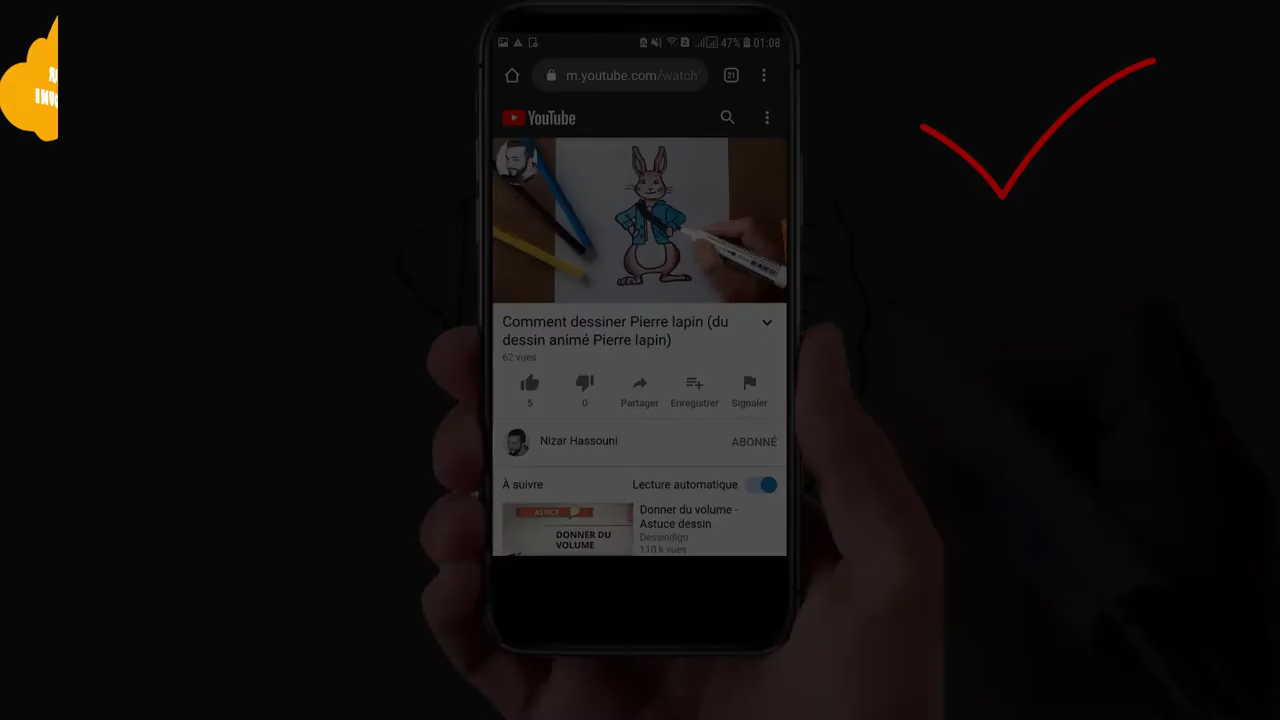 47% 01:08
m.youtube.com/watch?
21
YouTube
Comment dessiner Pierre lapin (du
dessin animé Pierre lapin)
62 vues
5
0
Partager
Enregistrer
Signaler
Nizar Hassouni
ABONNÉ
À suivre
Lecture automatique
ASTUCE
DONNER DU
VOLUME
Donner du volume -
Astuce dessin
Dessindigo
110 k vues